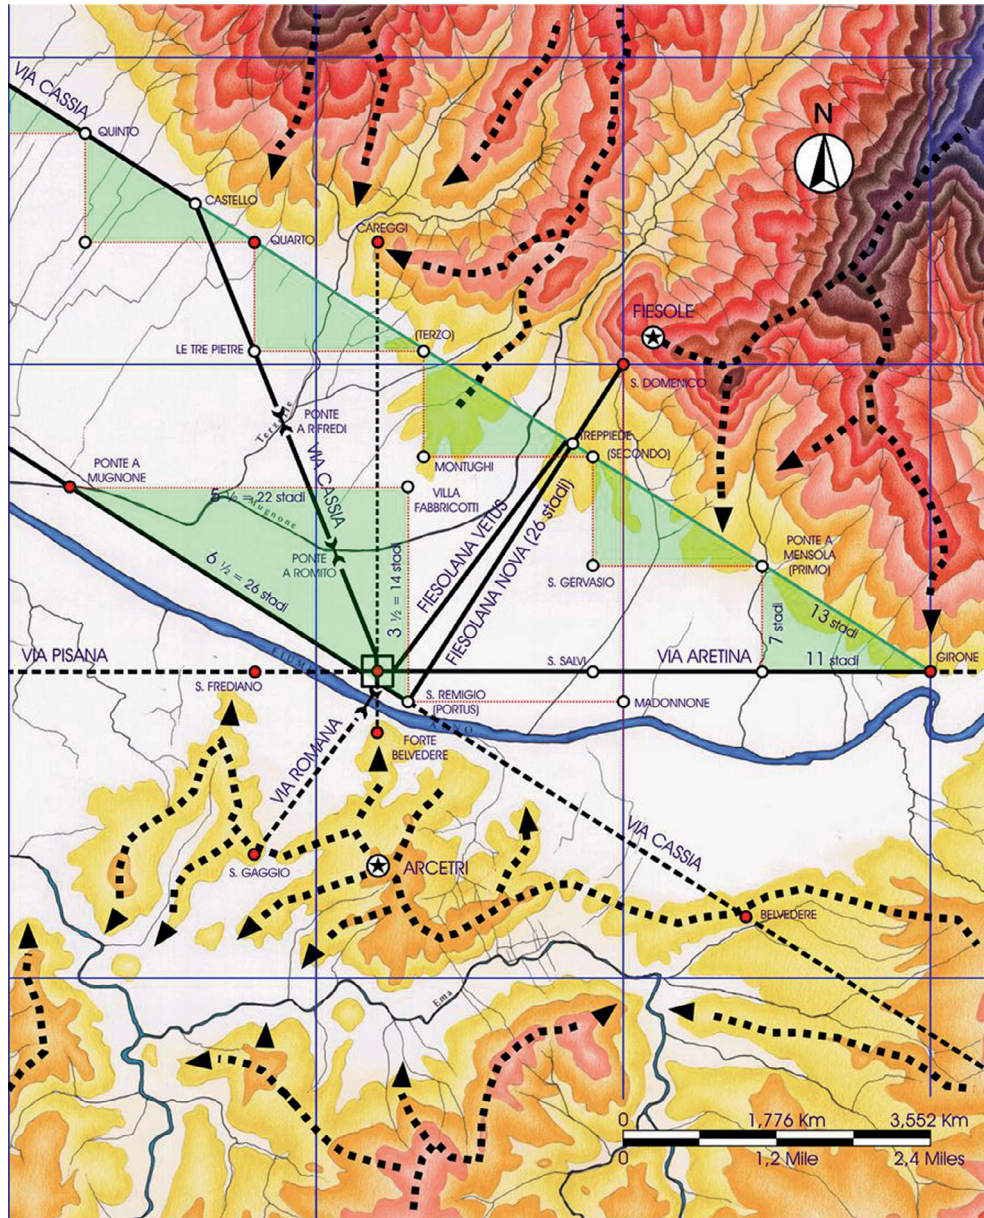 VIA CASSIA
QUINTO
N
CASTELLO
QUARTO
CAREGGI
FIESOLE
(TERZO)
LE TRE PIETRE
S. DOMENICO
Terzolle
PONTE
A RIFREDI
TREPPIEDE
(SECONDO)
MONTUGHI
PONTE A
MUGNONE
VIA CASSIA
VILLA
FABBRICOTTI
5 ½ = 22 stadi
Mugnone
FIESOLANA VETUS
FIESOLANA NOVA (26 stadi)
PONTE A
MENSOLA
(PRIMO)
6 ½ = 26 stadi
PONTE
A ROMITO
3 ½ = 14 stadi
S. GERVASIO
13 stadi
7 stadi
VIA PISANA
FIUME
S. SALVI
VIA ARETINA
11 stadi
GIRONE
S. FREDIANO
S. REMIGIO
(PORTUS)
MADONNONE
ARNO
VIA ROMANA
FORTE
BELVEDERE
VIA CASSIA
S. GAGGIO
ARCETRI
BELVEDERE
Ema
0 1,776 Km 3,552 Km
0 1,2 Mile 2,4 Miles